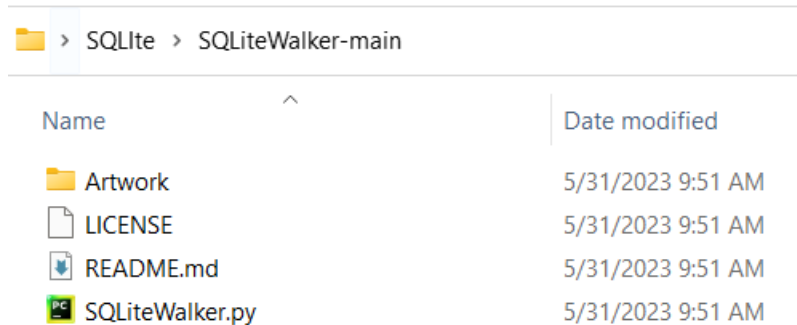 > SQLIte > SQLiteWalker-main
Name Date modified
Artwork 5/31/2023 9:51 AM
LICENSE 5/31/2023 9:51 AM
README.md 5/31/2023 9:51 AM
PC SQLiteWalker.py 5/31/2023 9:51 AM